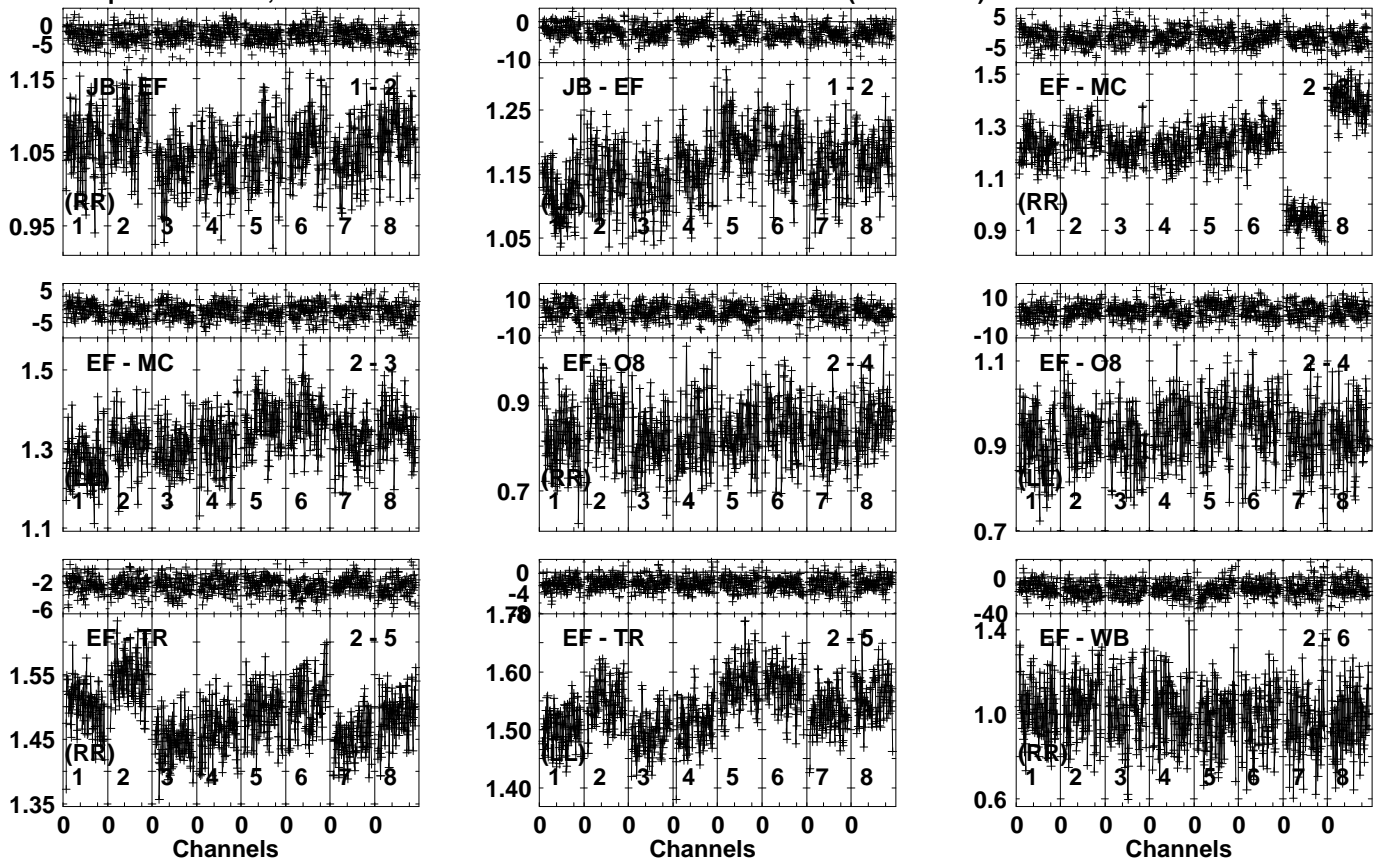 0 0 5
-5 -10 -5
1.15 JB - EF 1 - 2
1.05
(RR)
0.95
1 2 3 4 5 6 7 8
JB - EF 1 - 2
1.25
1.15
1.05
2 3 4 5 6 7 8
1.5 EF - MC
1.3
1.1
(RR)
0.9
1 2 3 4 5 6 8
5
-5
EF - MC 2 - 3
1.5
1.3
1.1
1 2 3 4 5 6 7 8
10
-10
EF - O8 2 - 4
0.9
(RR)
0.7
1 2 3 4 5 6 7 8
10
-10
1.1 EF - O8 2 - 4
0.9
(LL)
0.7
1 2 3 4 5 6 7 8
-2
-6
EF - TR 2 - 5
1.55
1.45
(RR)
1.35
1 2 3 4 5 6 7 8
0
-4
EF - TR 2 - 5
1.60
1.50
(LL)
1.40
1 2 3 4 5 6 7 8
0
-40
1.4 EF - WB 2 - 6
1.0
(RR)
0.6
1 2 3 4 5 6 7 8
0 0 0 0 0 0 0 0 0 0 0 0 0 0 0 0 0 0 0 0 0 0 0 0
Channels Channels Channels